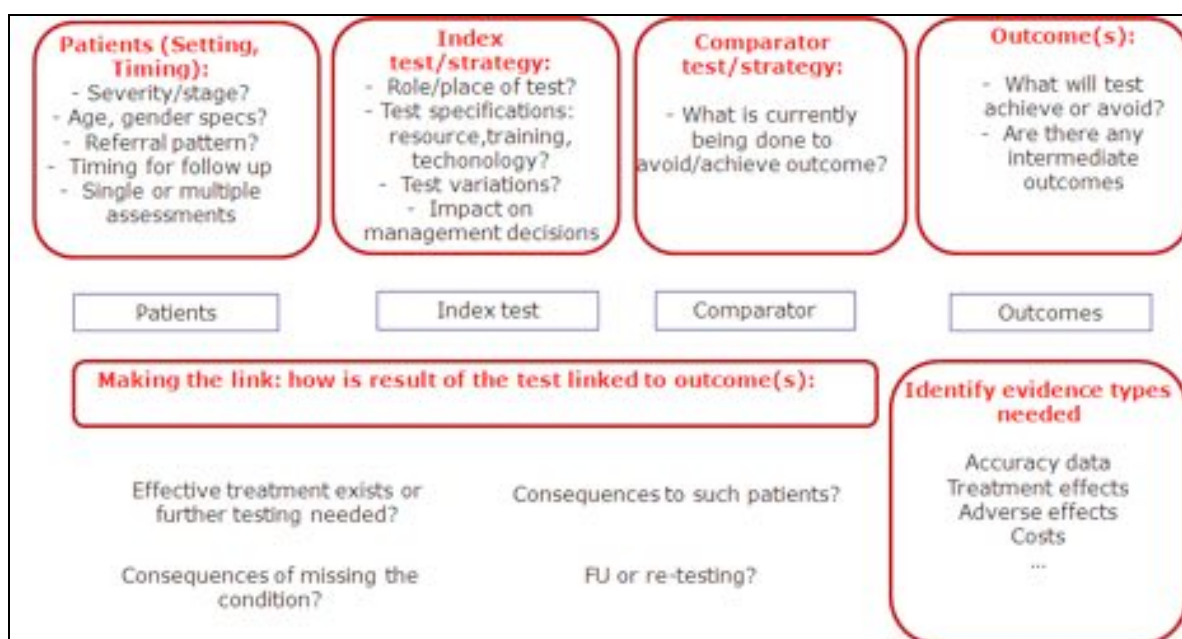 Patients (Setting,
Timing):
- Severity/stage?
- Age, gender specs?
- Referral pattern?
- Timing for follow up
- Single or multiple
assessments
Index
test/strategy:
- Role/place of test?
- Test specifications:
resource,training,
techonology?
- Test variations?
- Impact on
management decisions
Comparator
test/strategy:
- What is currently
being done to
avoid/achieve outcome?
Outcome(s):
- What will test
achieve or avoid?
- Are there any
intermediate
outcomes
Patients
Index test
Comparator
Outcomes
Making the link: how is result of the test linked to outcome(s):
Effective treatment exists or
further testing needed?
Consequences to such patients?
Consequences of missing the
condition?
FU or re-testing?
Identify evidence types
needed
Accuracy data
Treatment effects
Adverse effects
Costs
...